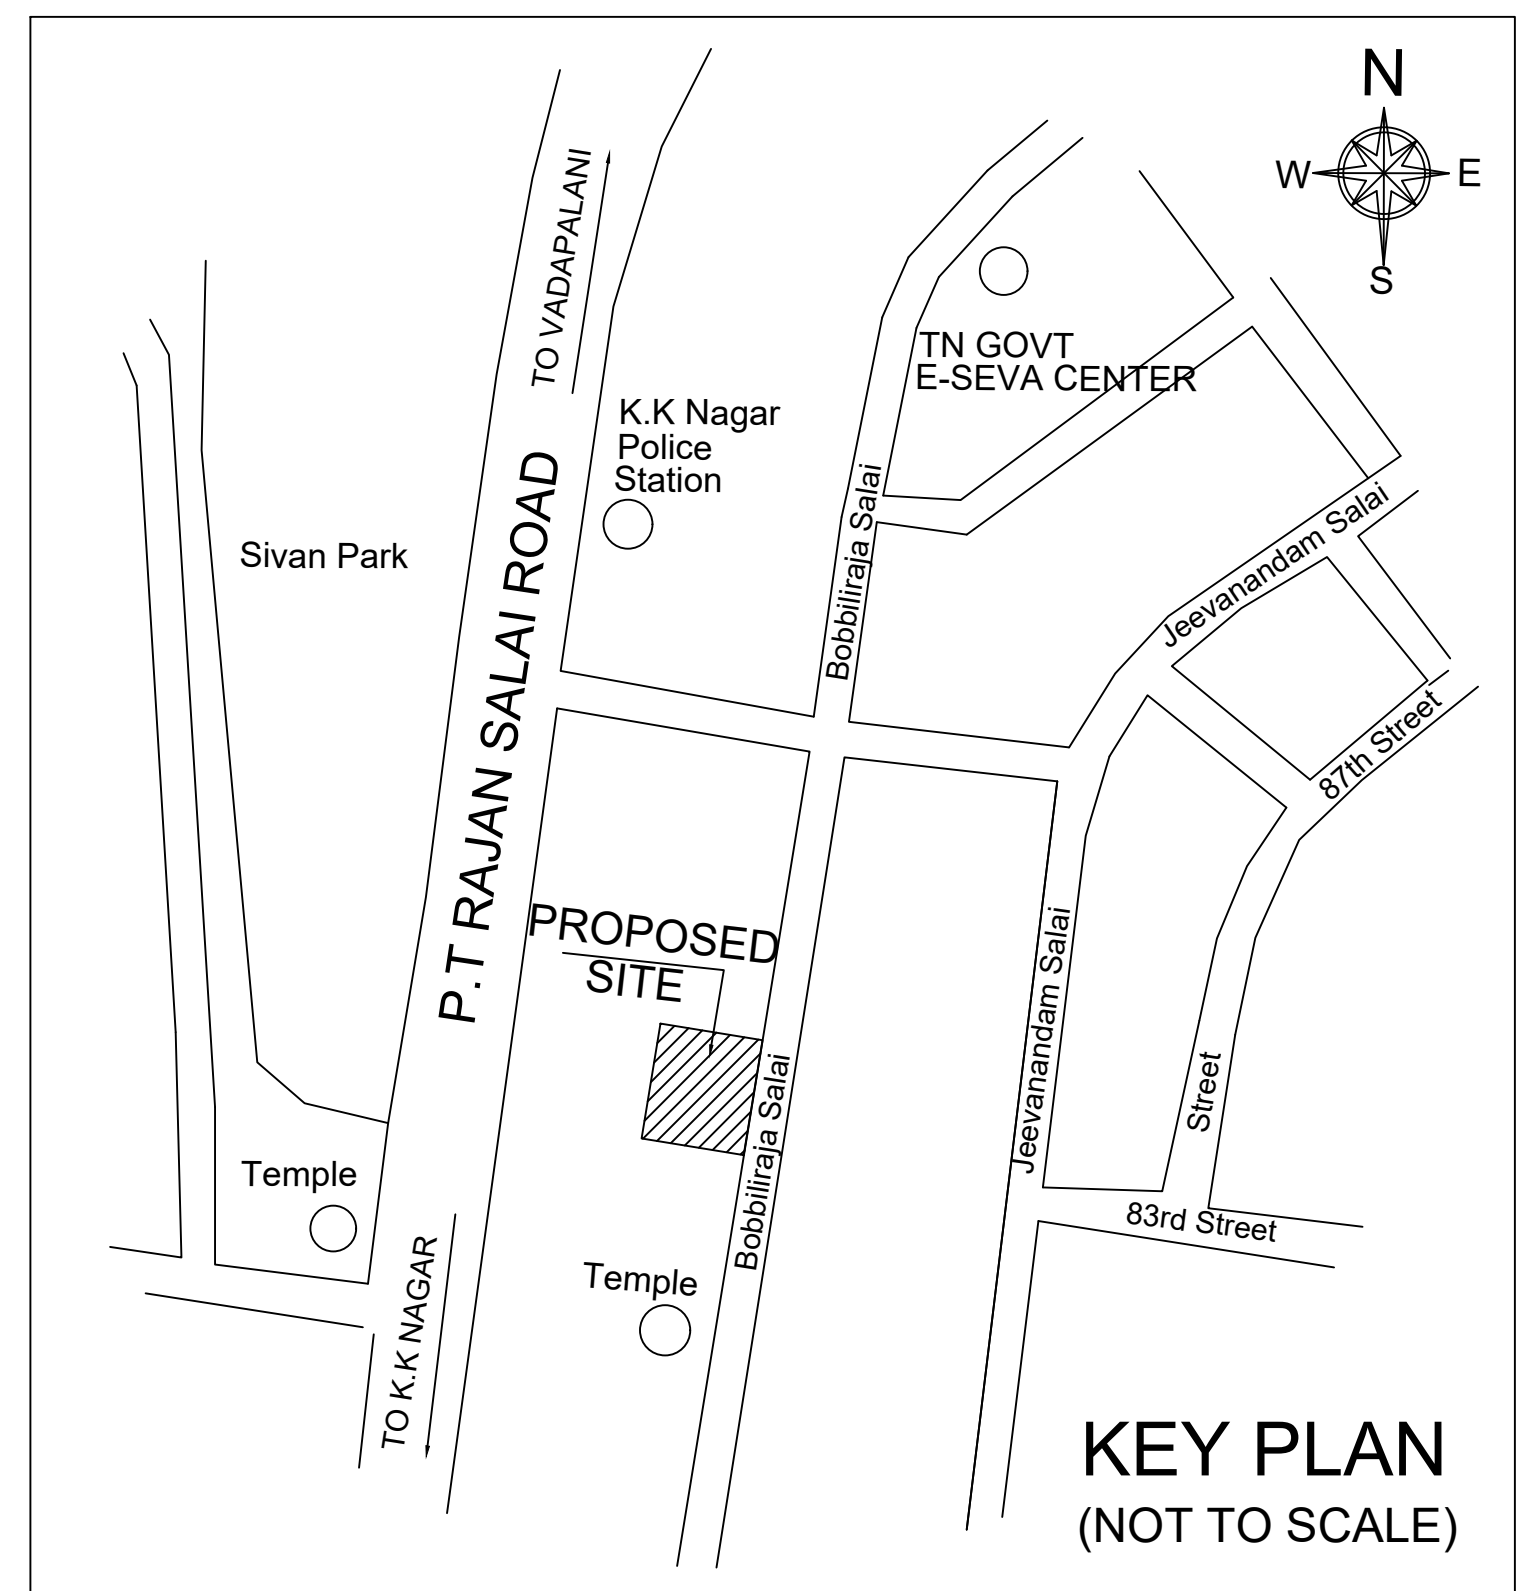 N
W
E
S
TO VADAPALANI
TN GOVT
E-SEVA CENTER
K.K Nagar
Police
Station
Sivan Park
P.T RAJAN SALAI ROAD
Bobbiliraja Salai
Jeevanandam Salai
87th Street
PROPOSED
SITE
Jeevanandam Salai
Bobbiliraja Salai
Street
83rd Street
Temple
Temple
TO K.K NAGAR
KEY PLAN
(NOT TO SCALE)